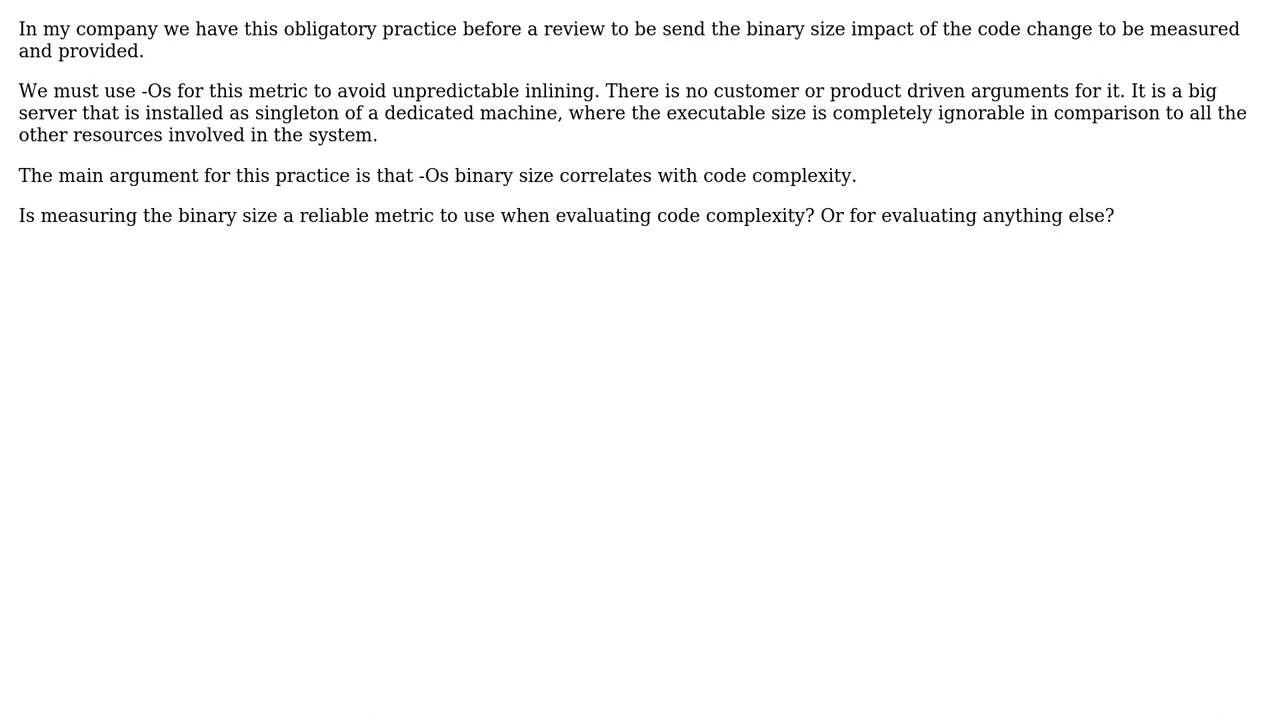 In my company we have this obligatory practice before a review to be send the binary size impact of the code change to be measured
and provided.
We must use -Os for this metric to avoid unpredictable inlining. There is no customer or product driven arguments for it. It is a big
server that is installed as singleton of a dedicated machine, where the executable size is completely ignorable in comparison to all the
other resources involved in the system.
The main argument for this practice is that -Os binary size correlates with code complexity.
Is measuring the binary size a reliable metric to use when evaluating code complexity? Or for evaluating anything else?